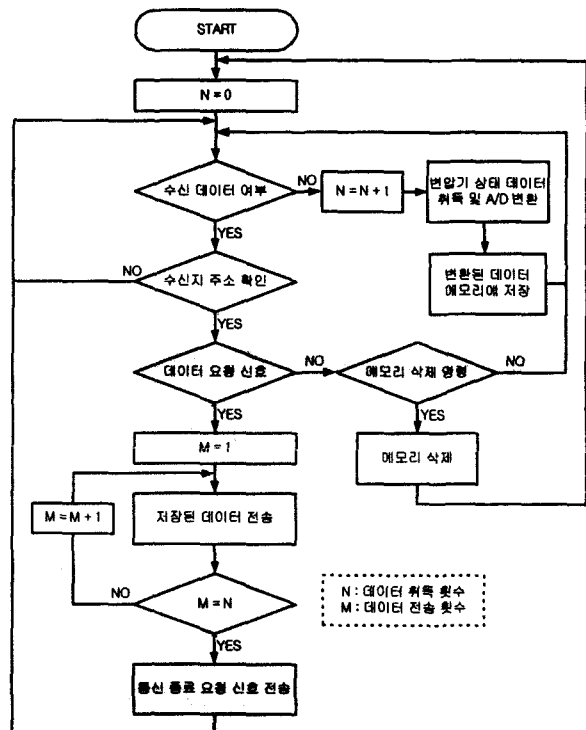 START
N = 0
수신 데이터 여부
NO
N = N + 1
변압기 상태 데이터
취득 및 A/D 변환
YES
변환된 데이터
메모리에 저장
NO
수신지 주소 확인
YES
데이터 요청 신호
NO
메모리 삭제 명령
NO
YES
YES
M = 1
메모리 삭제
M = M + 1
저장된 데이터 전송
NO
M = N
N : 데이터 취득 횟수
M : 데이터 전송 횟수
YES
통신 종료 요청 신호 전송